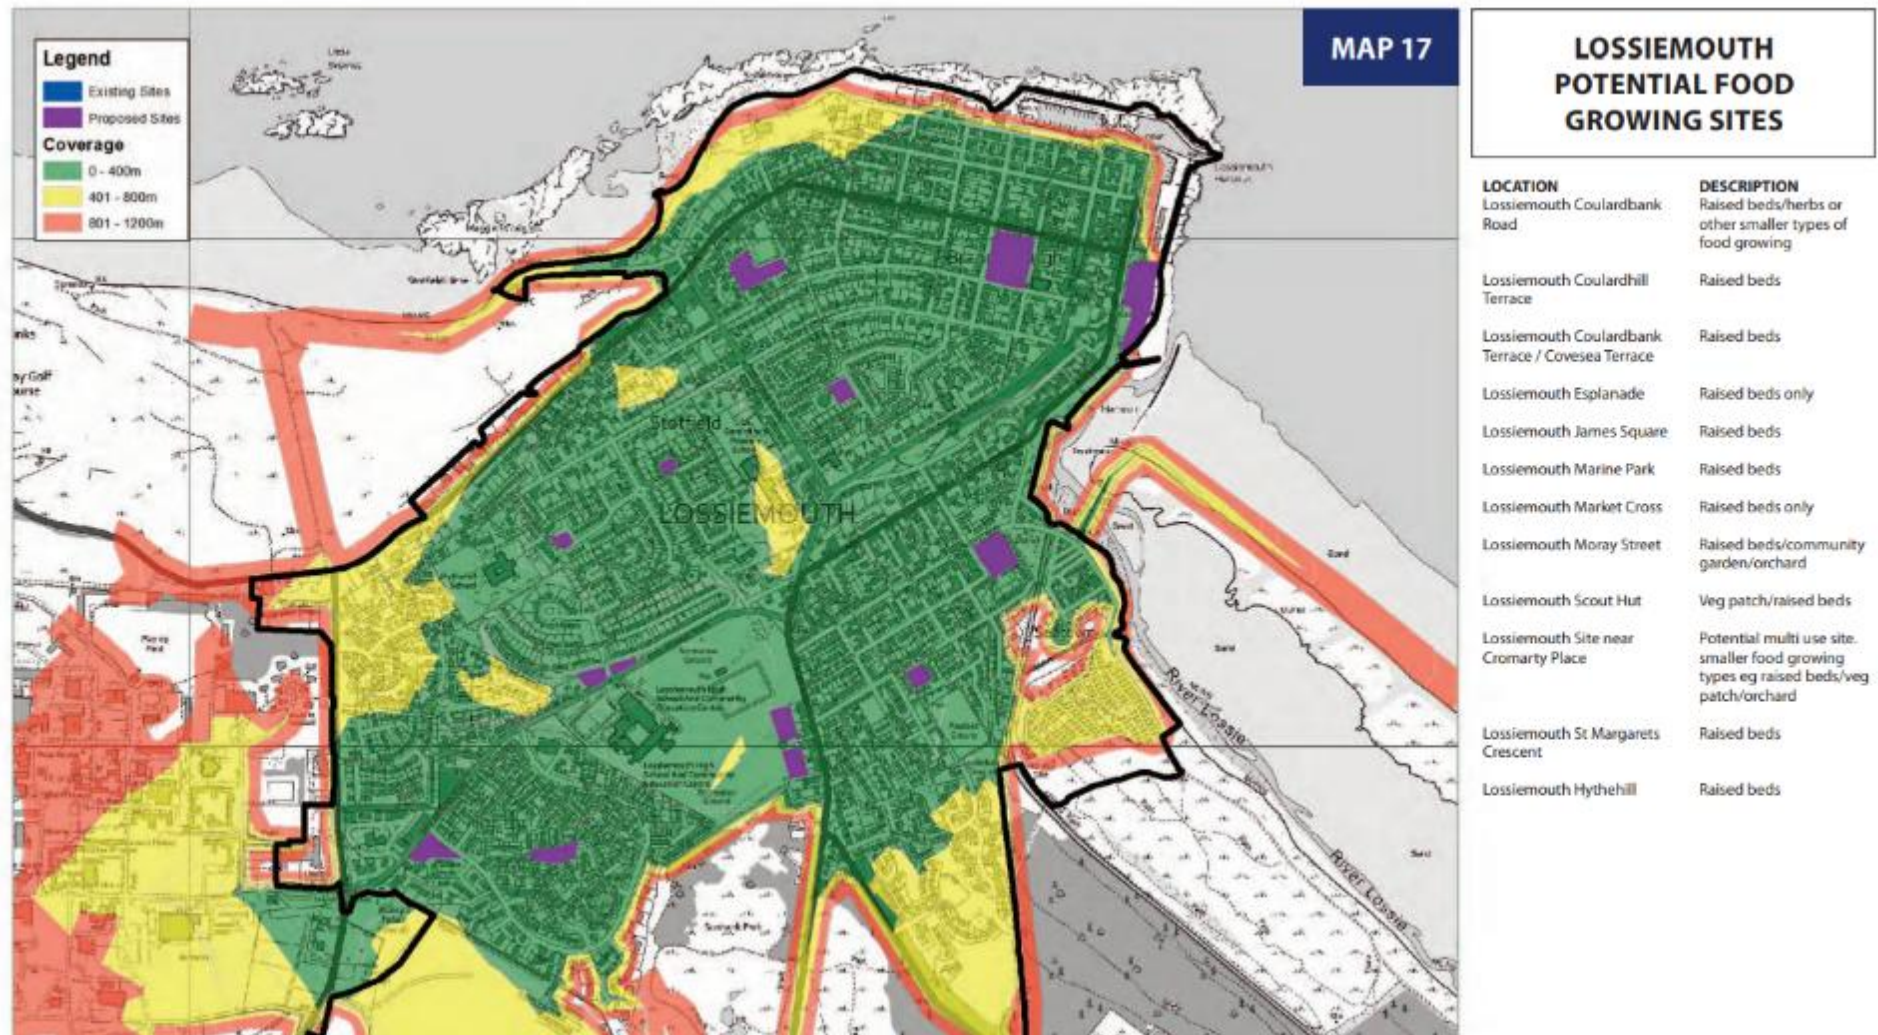 Legend
Existing Sites
Proposed Sites
Coverage
0 - 400m
401 - 800m
801 - 1200m
MAP 17
Stotfield
LOSSIEMOUTH
River Lossie
River Lossie
Sand
Sand
Sand
LOSSIEMOUTH
POTENTIAL FOOD
GROWING SITES
LOCATION DESCRIPTION
Lossiemouth Coulardbank Raised beds/herbs or
Road other smaller types of
food growing
Lossiemouth Coulardhill Raised beds
Terrace
Lossiemouth Coulardbank Raised beds
Terrace / Covesea Terrace
Lossiemouth Esplanade Raised beds only
Lossiemouth James Square Raised beds
Lossiemouth Marine Park Raised beds
Lossiemouth Market Cross Raised beds only
Lossiemouth Moray Street Raised beds/community
garden/orchard
Lossiemouth Scout Hut Veg patch/raised beds
Lossiemouth Site near Potential multi use site.
Cromarty Place smaller food growing
types eg raised beds/veg
patch/orchard
Lossiemouth St Margarets Raised beds
Crescent
Lossiemouth Hythehill Raised beds